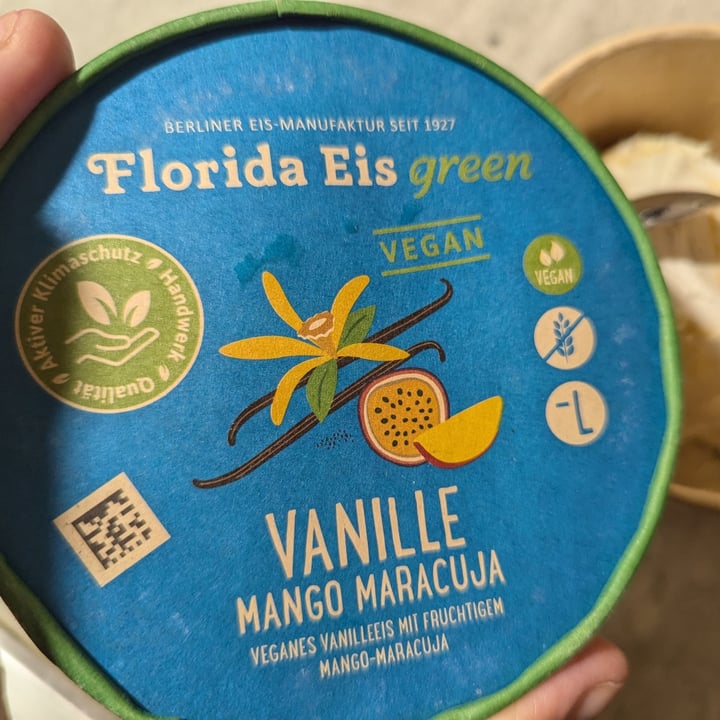 BERLINER EIS-MANUFAKTUR SEIT 1927
Florida Eis green
VEGAN
Aktiver Klimaschutz
Handwerk
Qualität
VEGAN
-L
VANILLE
MANGO MARACUJA
VEGANES VANILLEEIS MIT FRUCHTIGEM
MANGO-MARACUJA